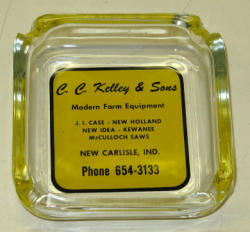 C. C. Kelley & Sons
Modern Farm Equipment
J. I. CASE - NEW HOLLAND
NEW IDEA - KEWANEE
McCULLOCH SAWS
NEW CARLISLE, IND.
Phone 654-3133